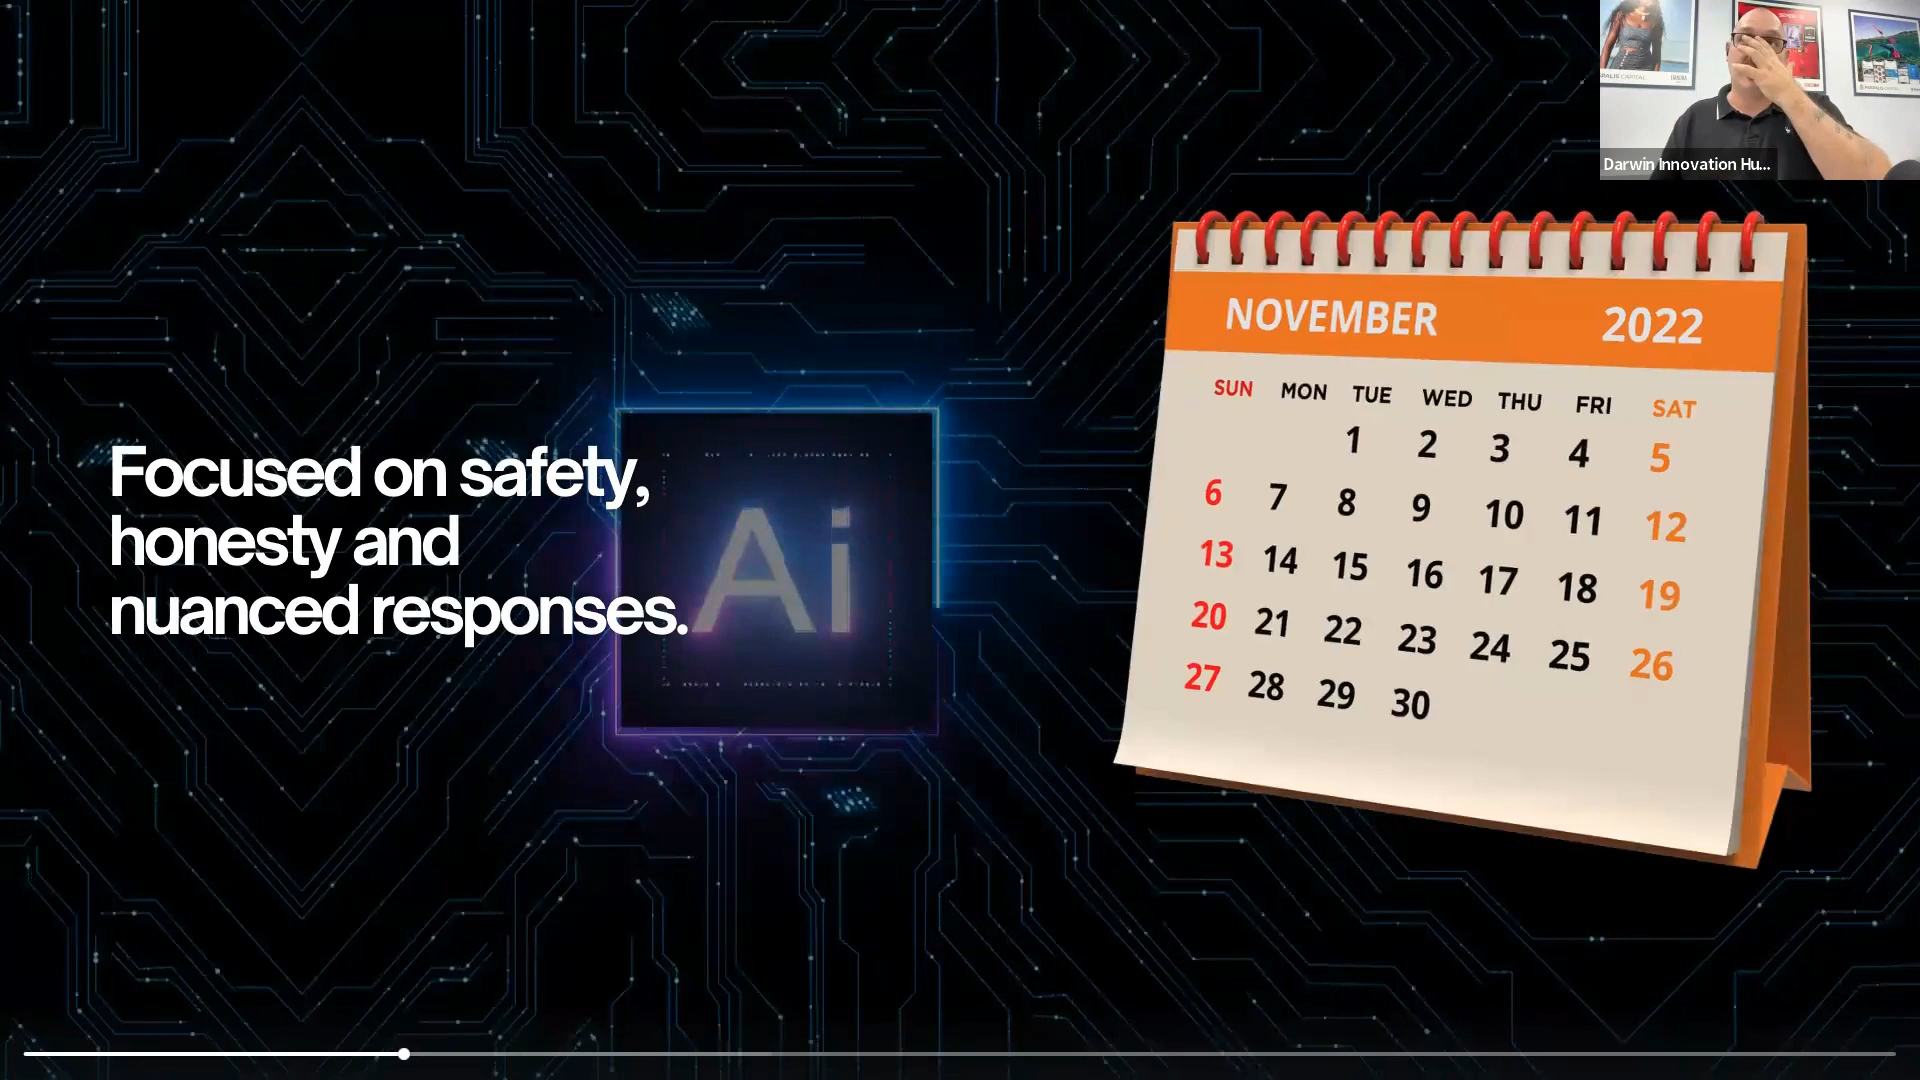 Darwin Innovation Hu...
NOVEMBER 2022
SUN MON TUE WED THU FRI SAT
1 2 3 4 5
6 7 8 9 10 11 12
13 14 15 16 17 18 19
20 21 22 23 24 25 26
27 28 29 30
Focused on safety,
honesty and
nuanced responses.
Ai